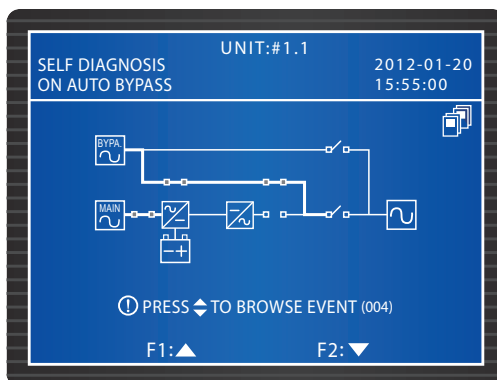 UNIT:#1.1
SELF DIAGNOSIS
2012-01-20
ON AUTO BYPASS
15:55:00
BYPA.
MAIN
PRESS TO BROWSE EVENT (004)
F1:
F2: